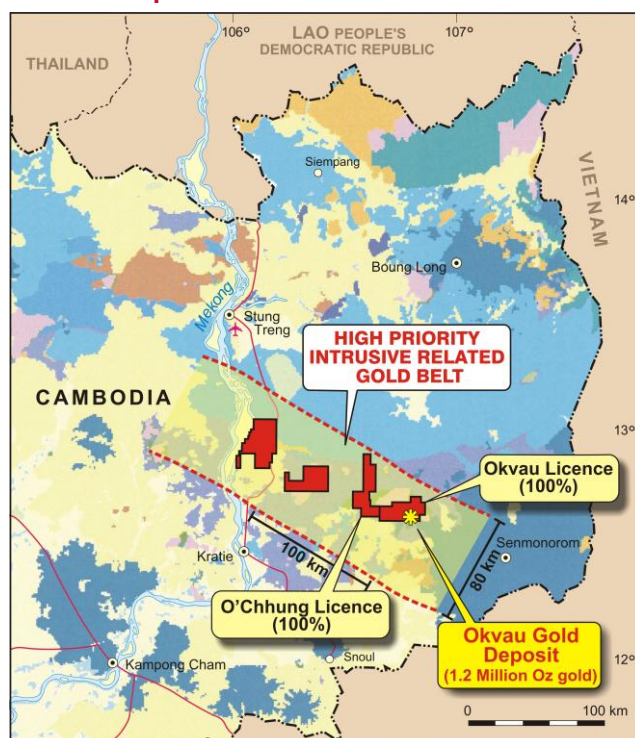 106°
107°
LAO PEOPLE'S
DEMOCRATIC REPUBLIC
THAILAND
VIETNAM
Siempang
14°
Boung Long
Mekong
Stung
Treng
HIGH PRIORITY
INTRUSIVE RELATED
GOLD BELT
CAMBODIA
13°
Okvau Licence
(100%)
100 km
80 km
Senmonorom
Kratie
O'Chhung Licence
(100%)
Okvau Gold
Deposit
(1.2 Million Oz gold)
Snoul
12°
Kampong Cham
0
100 km